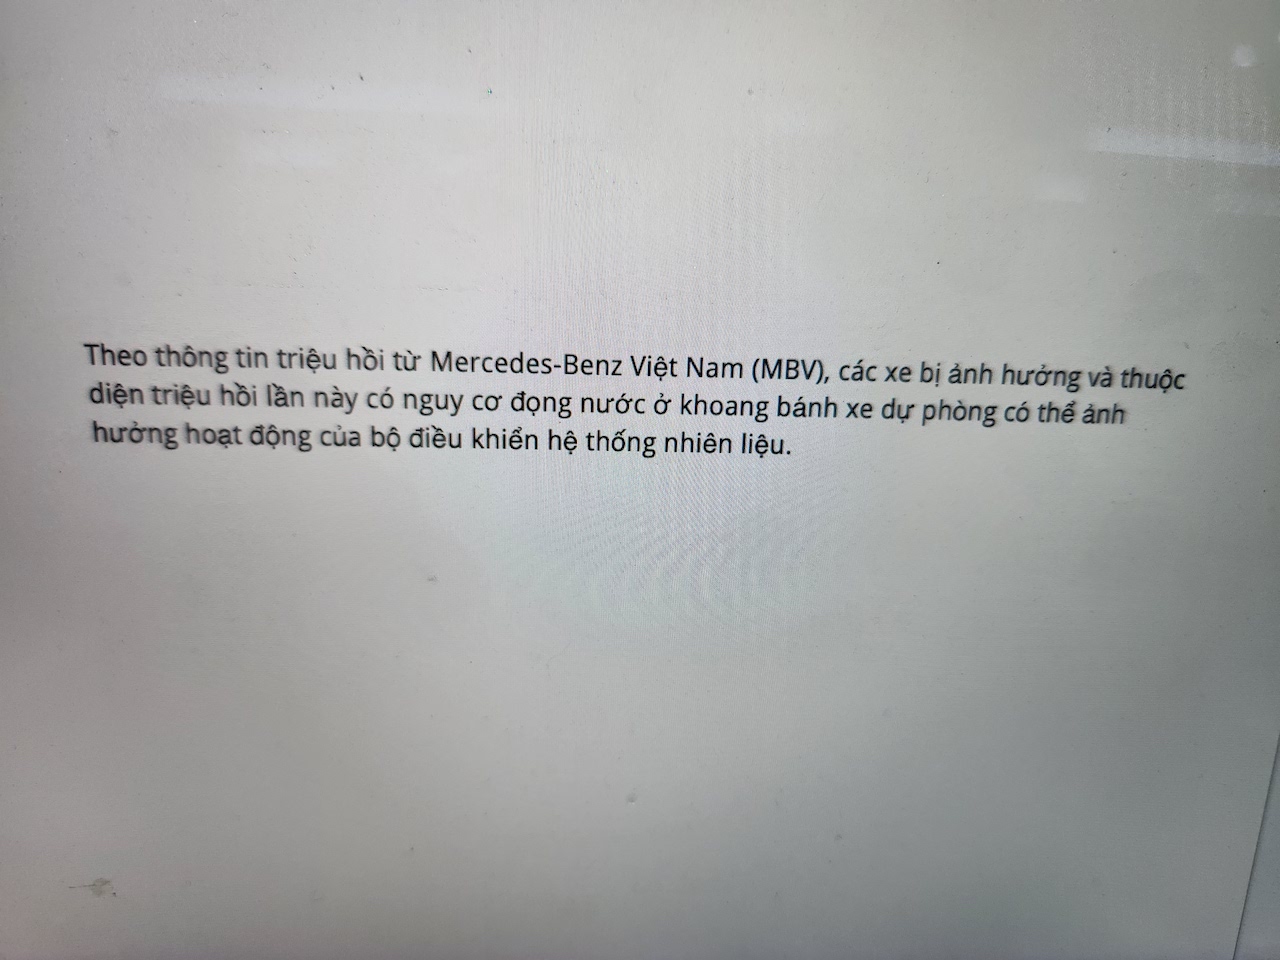 Theo thông tin triệu hồi từ Mercedes-Benz Việt Nam (MBV), các xe bị ảnh hưởng và thuộc
diện triệu hồi lần này có nguy cơ đọng nước ở khoang bánh xe dự phòng có thể ảnh
hưởng hoạt động của bộ điều khiển hệ thống nhiên liệu.